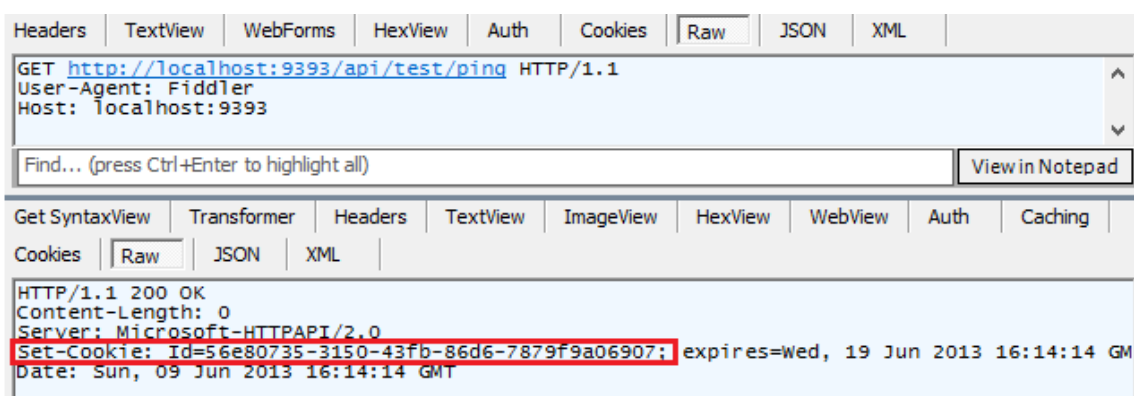 Headers TextView WebForms HexView Auth Cookies Raw JSON XML
GET http://localhost:9393/api/test/ping HTTP/1.1
User-Agent: Fiddler
Host: localhost:9393
Find... (press Ctrl+Enter to highlight all) View in Notepad
Get SyntaxView Transformer Headers TextView ImageView HexView WebView Auth Caching
Cookies Raw JSON XML
HTTP/1.1 200 OK
Content-Length: 0
Server: Microsoft-HTTPAPI/2.0
Set-Cookie: Id=56e80735-3150-43fb-86d6-7879f9a06907; expires=Wed, 19 Jun 2013 16:14:14 GM
Date: Sun, 09 Jun 2013 16:14:14 GMT